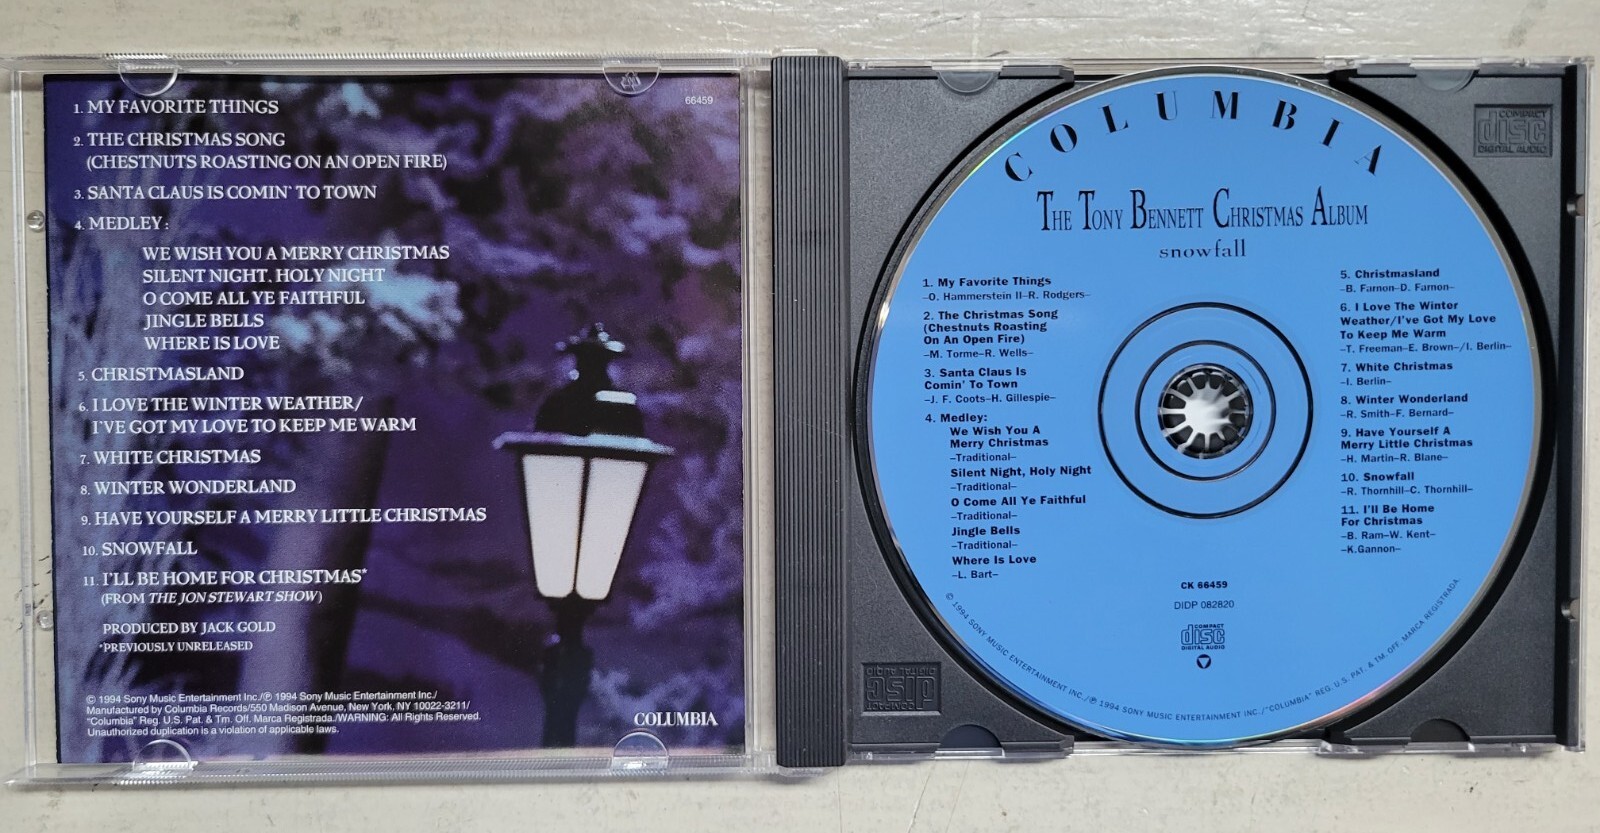 66459
1. MY FAVORITE THINGS
2. THE CHRISTMAS SONG
(CHESTNUTS ROASTING ON AN OPEN FIRE)
3. SANTA CLAUS IS COMIN' TO TOWN
4. MEDLEY:
WE WISH YOU A MERRY CHRISTMAS
SILENT NIGHT, HOLY NIGHT
O COME ALL YE FAITHFUL
JINGLE BELLS
WHERE IS LOVE
5. CHRISTMASLAND
6. I LOVE THE WINTER WEATHER/
I'VE GOT MY LOVE TO KEEP ME WARM
7. WHITE CHRISTMAS
8. WINTER WONDERLAND
9. HAVE YOURSELF A MERRY LITTLE CHRISTMAS
10. SNOWFALL
11. I'LL BE HOME FOR CHRISTMAS*
(FROM THE JON STEWART SHOW)
PRODUCED BY JACK GOLD
*PREVIOUSLY UNRELEASED
© 1994 Sony Music Entertainment Inc./℗ 1994 Sony Music Entertainment Inc./
Manufactured by Columbia Records/550 Madison Avenue, New York, NY 10022-3211/
"Columbia" Reg. U.S. Pat. & Tm. Off. Marca Registrada./WARNING: All Rights Reserved.
Unauthorized duplication is a violation of applicable laws.
COLUMBIA
COLUMBIA
THE TONY BENNETT CHRISTMAS ALBUM
snowfall
1. My Favorite Things
–O. Hammerstein II–R. Rodgers–
2. The Christmas Song
(Chestnuts Roasting
On An Open Fire)
–M. Torme–R. Wells–
3. Santa Claus Is
Comin' To Town
–J. F. Coots–H. Gillespie–
4. Medley:
We Wish You A
Merry Christmas
–Traditional–
Silent Night, Holy Night
–Traditional–
O Come All Ye Faithful
–Traditional–
Jingle Bells
–Traditional–
Where Is Love
–L. Bart–
5. Christmasland
–B. Farnon–D. Farnon–
6. I Love The Winter
Weather/I've Got My Love
To Keep Me Warm
–T. Freeman–E. Brown–/I. Berlin–
7. White Christmas
–I. Berlin–
8. Winter Wonderland
–R. Smith–F. Bernard–
9. Have Yourself A
Merry Little Christmas
–H. Martin–R. Blane–
10. Snowfall
–R. Thornhill–C. Thornhill–
11. I'll Be Home
For Christmas
–B. Ram–W. Kent–
–K.Gannon–
CK 66459
DIDP 082820
COMPACT
disc
DIGITAL AUDIO
© 1994 SONY MUSIC ENTERTAINMENT INC./℗ 1994 SONY MUSIC ENTERTAINMENT INC./"COLUMBIA" REG. U.S. PAT. & TM. OFF. MARCA REGISTRADA.
COMPACT
disc
DIGITAL AUDIO
COMPACT
disc
DIGITAL AUDIO